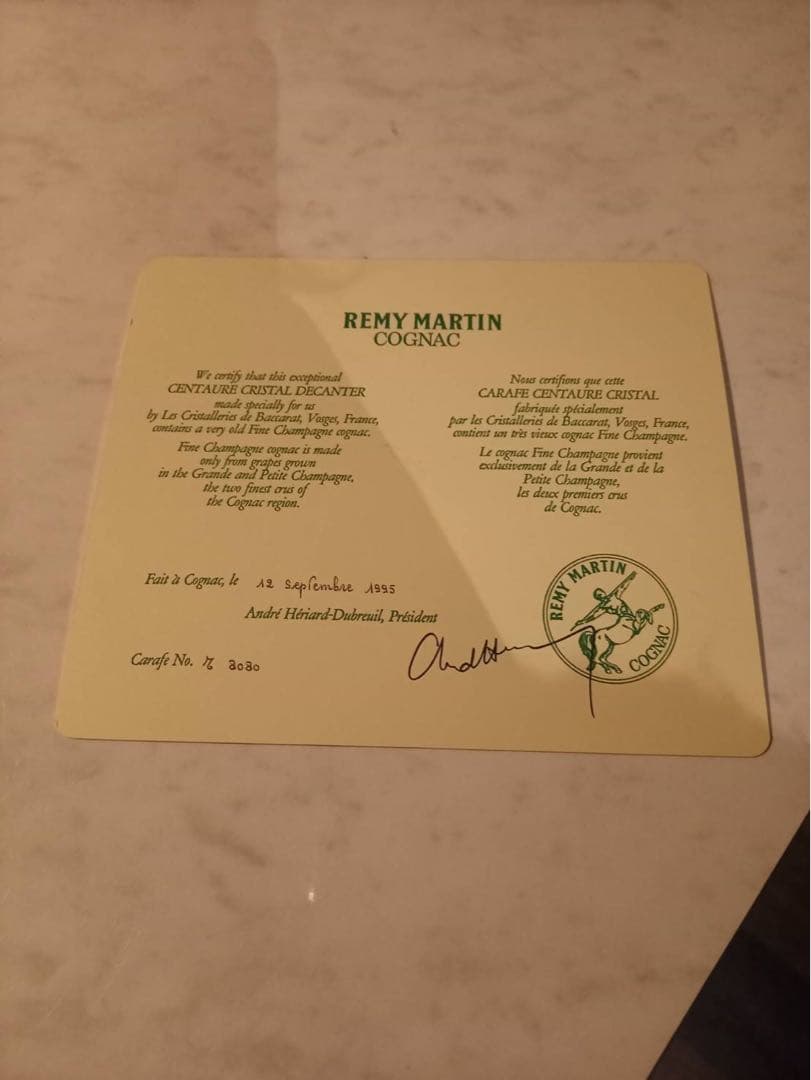 REMY MARTIN
COGNAC
We certify that this exceptional
CENTAURE CRISTAL DECANTER
made specially for us
by Les Cristalleries de Baccarat, Vosges, France,
contains a very old Fine Champagne cognac.
Fine Champagne cognac is made
only from grapes grown
in the Grande and Petite Champagne,
the two finest crus of
the Cognac region.
Nous certifions que cette
CARAFE CENTAURE CRISTAL
fabriquée spécialement
par les Cristalleries de Baccarat, Vosges, France,
contient un très vieux cognac Fine Champagne.
Le cognac Fine Champagne provient
exclusivement de la Grande et de la
Petite Champagne,
les deux premiers crus
de Cognac.
Fait à Cognac, le 12 Septembre 1995
André Hériard-Dubreuil, Président
Carafe No. 3030
REMY MARTIN
COGNAC